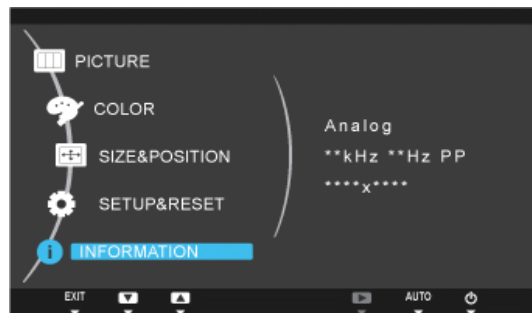 PICTURE
COLOR
SIZE&POSITION
SETUP&RESET
INFORMATION
Analog
**kHz **Hz PP
****x****
EXIT
AUTO